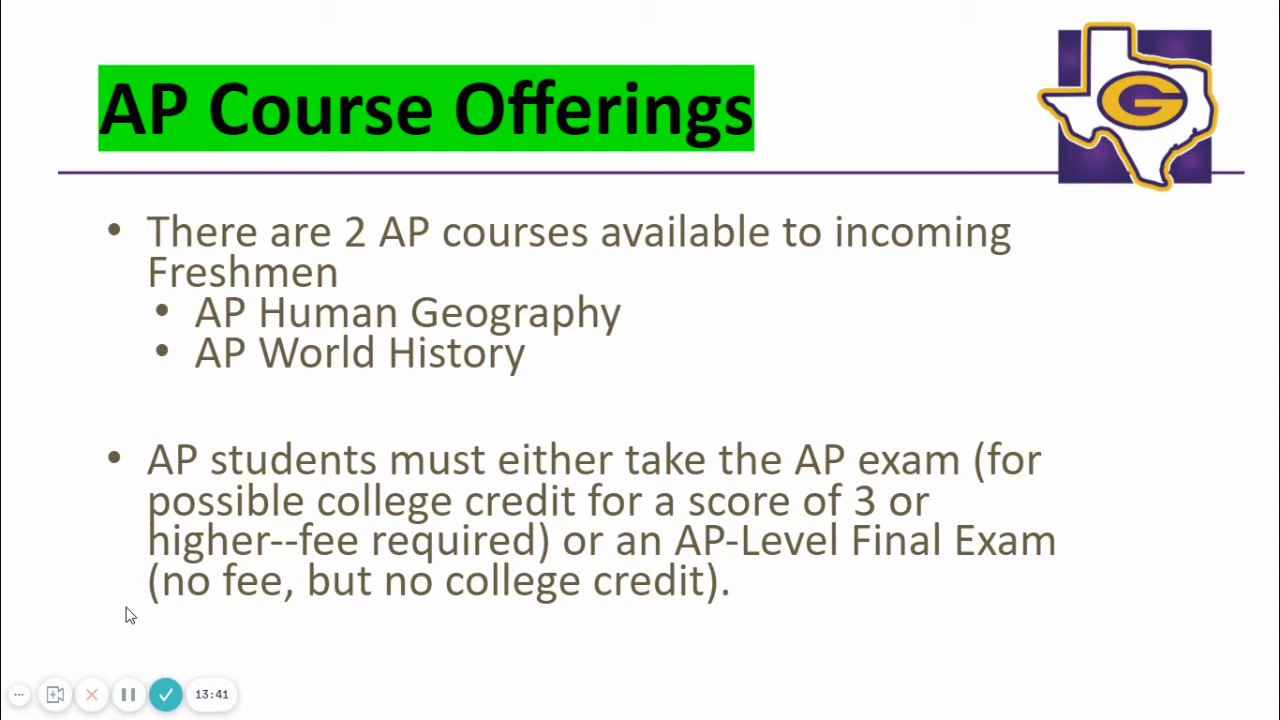 AP Course Offerings
G
• There are 2 AP courses available to incoming
Freshmen
• AP Human Geography
• AP World History
• AP students must either take the AP exam (for
possible college credit for a score of 3 or
higher--fee required) or an AP-Level Final Exam
(no fee, but no college credit).
13:41